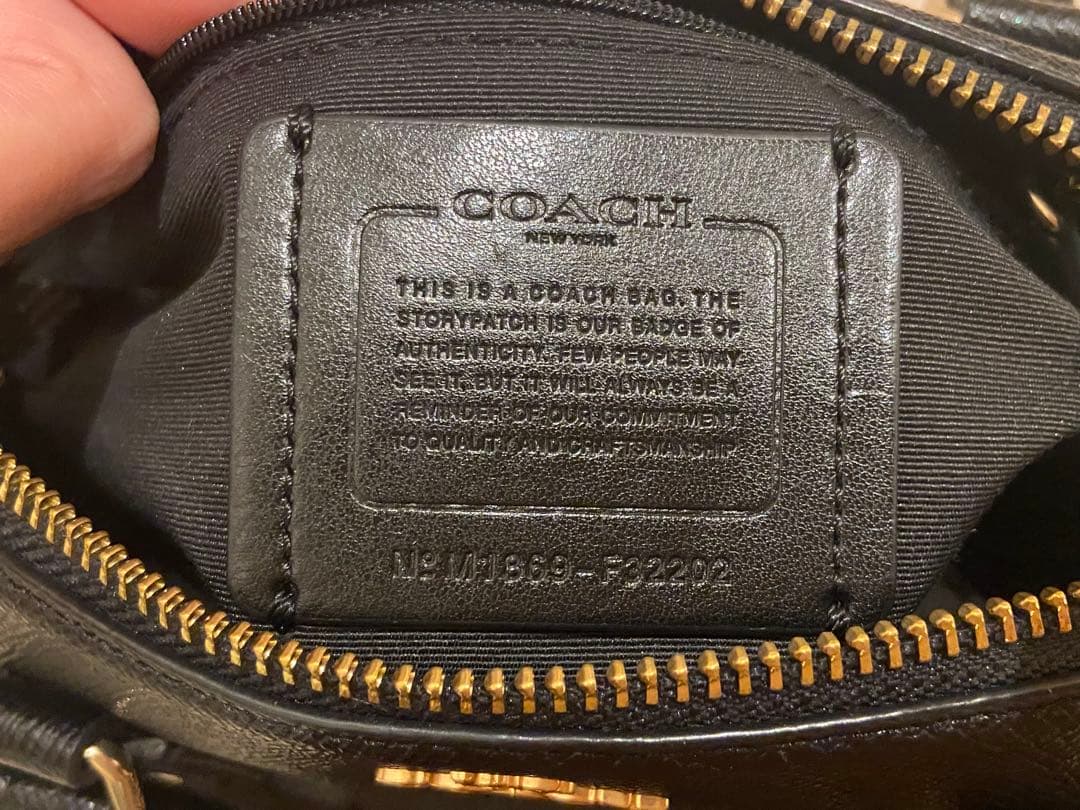 COACH
NEW YORK
THIS IS A COACH BAG. THE
STORYPATCH IS OUR BADGE OF
AUTHENTICITY. FEW PEOPLE MAY
SEE IT, BUT IT WILL ALWAYS BE A
REMINDER OF OUR COMMITMENT
TO QUALITY AND CRAFTSMANSHIP.
Nº M1869-F32202